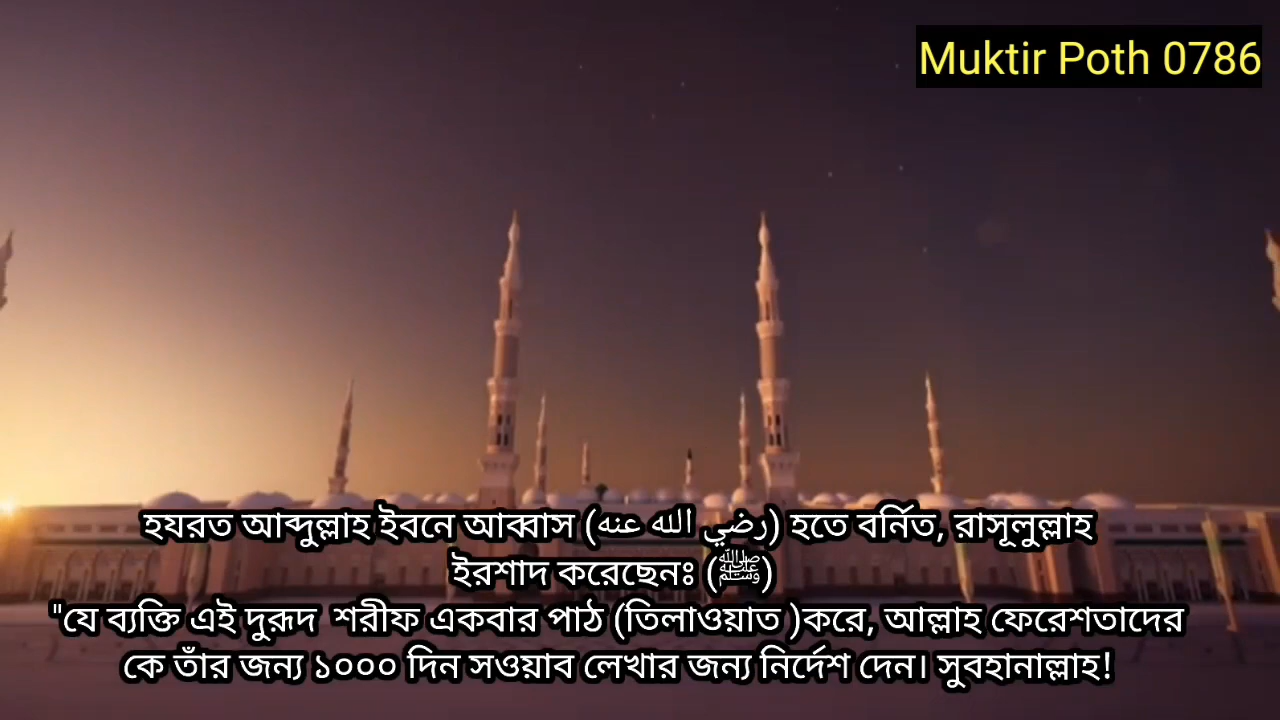 Muktir Poth 0786
হযরত আব্দুল্লাহ ইবনে আব্বাস (رضي الله عنه) হতে বর্নিত, রাসূলুল্লাহ
ইরশাদ করেছেনঃ (ﷺ)
"যে ব্যক্তি এই দুরূদ শরীফ একবার পাঠ (তিলাওয়াত )করে, আল্লাহ ফেরেশতাদের
কে তাঁর জন্য ১০০০ দিন সওয়াব লেখার জন্য নির্দেশ দেন। সুবহানাল্লাহ!